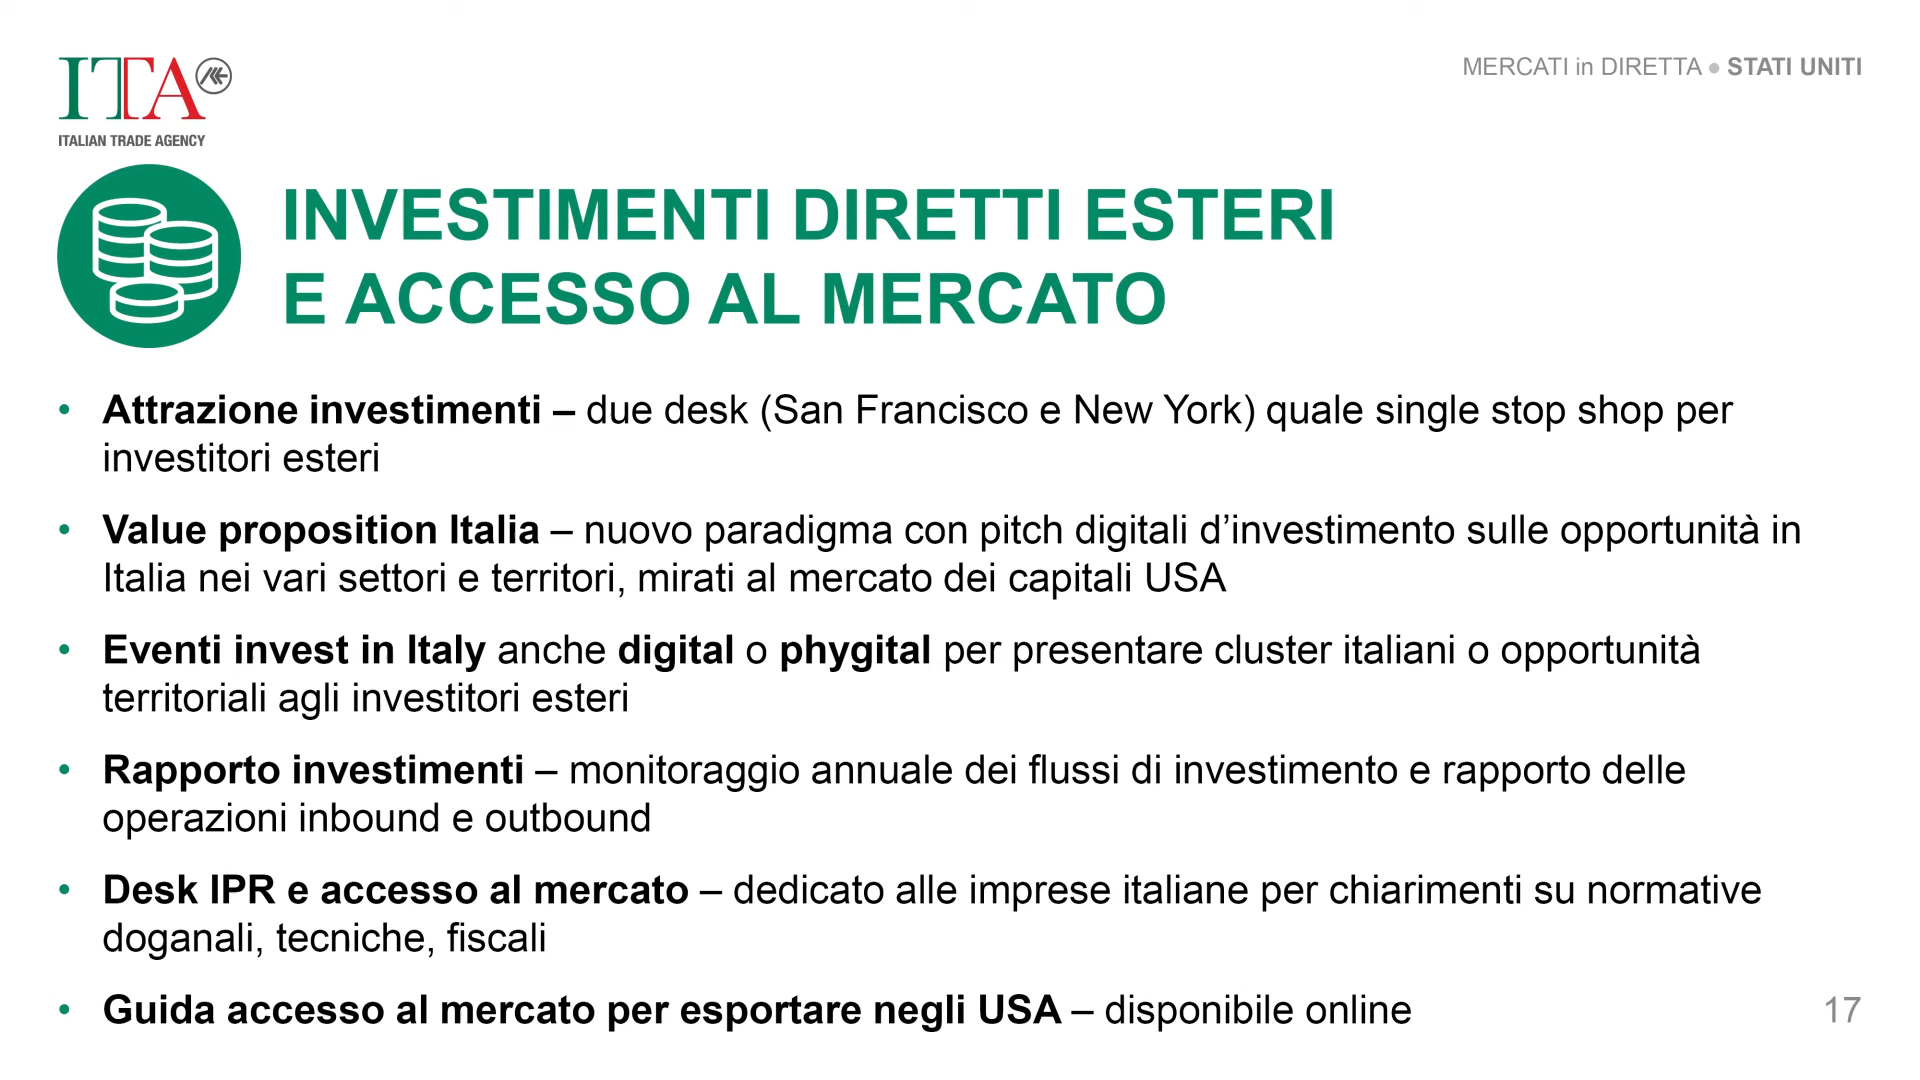 ITA
ITALIAN TRADE AGENCY
MERCATI in DIRETTA ● STATI UNITI
INVESTIMENTI DIRETTI ESTERI
E ACCESSO AL MERCATO
• Attrazione investimenti – due desk (San Francisco e New York) quale single stop shop per
investitori esteri
• Value proposition Italia – nuovo paradigma con pitch digitali d’investimento sulle opportunità in
Italia nei vari settori e territori, mirati al mercato dei capitali USA
• Eventi invest in Italy anche digital o phygital per presentare cluster italiani o opportunità
territoriali agli investitori esteri
• Rapporto investimenti – monitoraggio annuale dei flussi di investimento e rapporto delle
operazioni inbound e outbound
• Desk IPR e accesso al mercato – dedicato alle imprese italiane per chiarimenti su normative
doganali, tecniche, fiscali
• Guida accesso al mercato per esportare negli USA – disponibile online
17